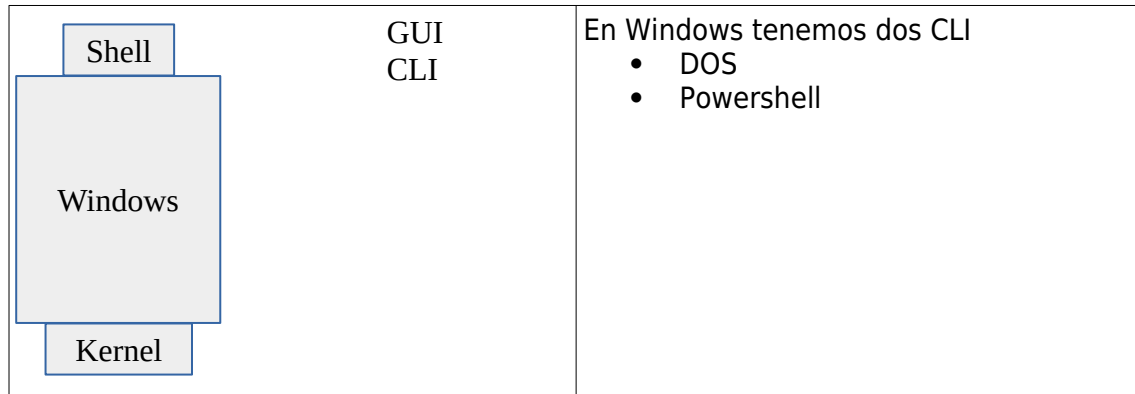 Shell
GUI
CLI
Windows
Kernel
En Windows tenemos dos CLI
• DOS
• Powershell